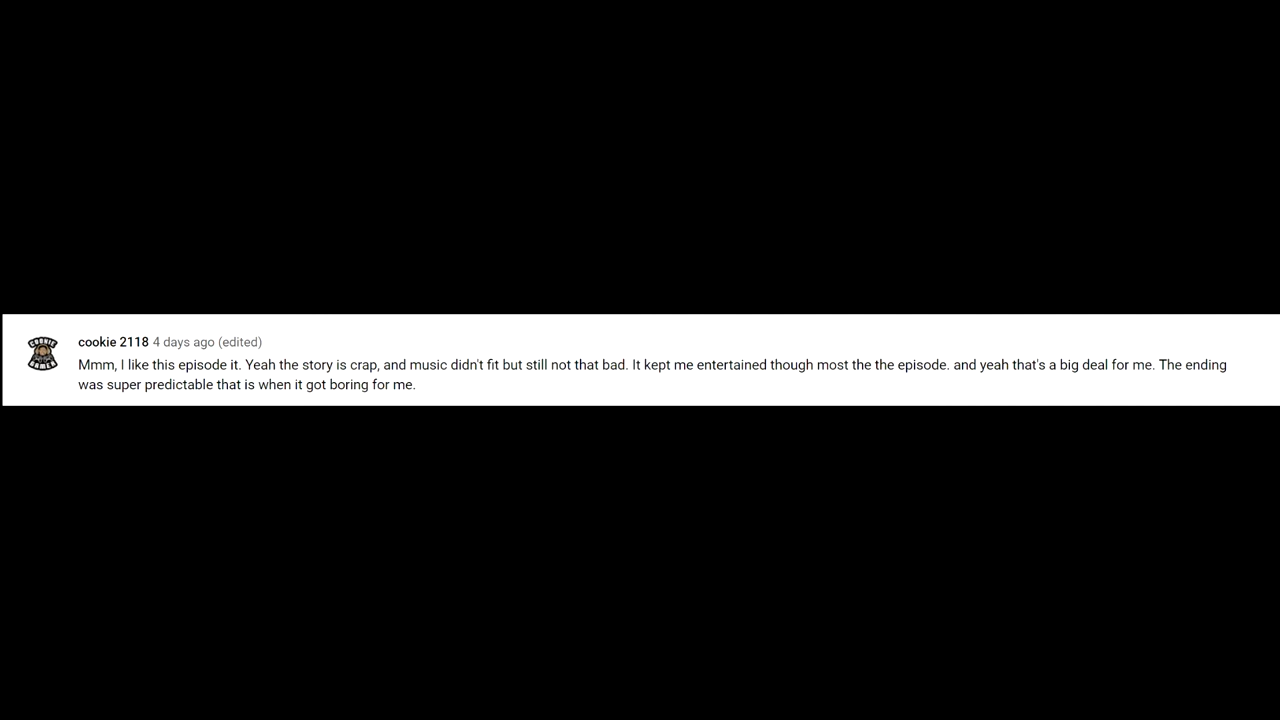 cookie 2118 4 days ago (edited)
Mmm, I like this episode it. Yeah the story is crap, and music didn't fit but still not that bad. It kept me entertained though most the the episode. and yeah that's a big deal for me. The ending
was super predictable that is when it got boring for me.